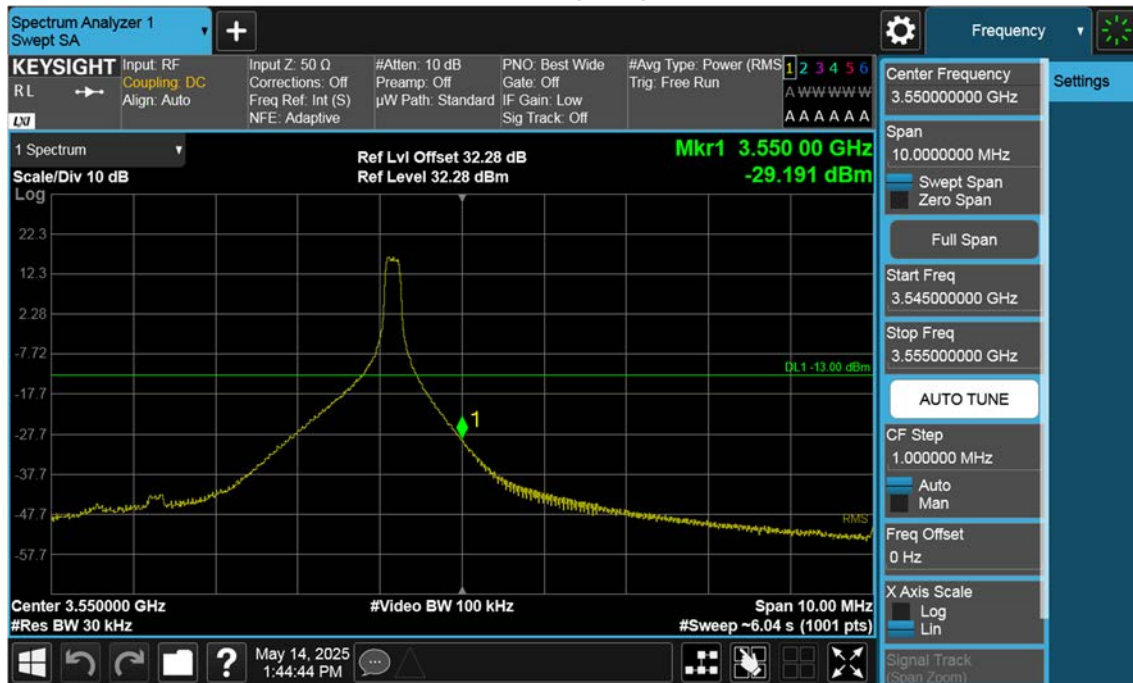 Spectrum Analyzer 1
Swept SA
Frequency
KEYSIGHT
R L
LXI
Input: RF
Coupling: DC
Align: Auto
Input Z: 50 Ω
Corrections: Off
Freq Ref: Int (S)
NFE: Adaptive
#Atten: 10 dB
Preamp: Off
µW Path: Standard
PNO: Best Wide
Gate: Off
IF Gain: Low
Sig Track: Off
#Avg Type: Power (RMS
Trig: Free Run
1 2 3 4 5 6
A W W W W W
A A A A A A
Center Frequency
3.550000000 GHz
Settings
Span
10.0000000 MHz
Swept Span
Zero Span
Full Span
Start Freq
3.545000000 GHz
Stop Freq
3.555000000 GHz
AUTO TUNE
CF Step
1.000000 MHz
Auto
Man
Freq Offset
0 Hz
X Axis Scale
Log
Lin
Signal Track
(Span Zoom)
1 Spectrum
Scale/Div 10 dB
Log
Ref Lvl Offset 32.28 dB
Ref Level 32.28 dBm
Mkr1 3.550 00 GHz
-29.191 dBm
22.3
12.3
2.28
-7.72
DL1 -13.00 dBm
-17.7
1
-27.7
-37.7
-47.7
RMS
-57.7
Center 3.550000 GHz
#Video BW 100 kHz
Span 10.00 MHz
#Res BW 30 kHz
#Sweep ~6.04 s (1001 pts)
?
May 14, 2025
1:44:44 PM